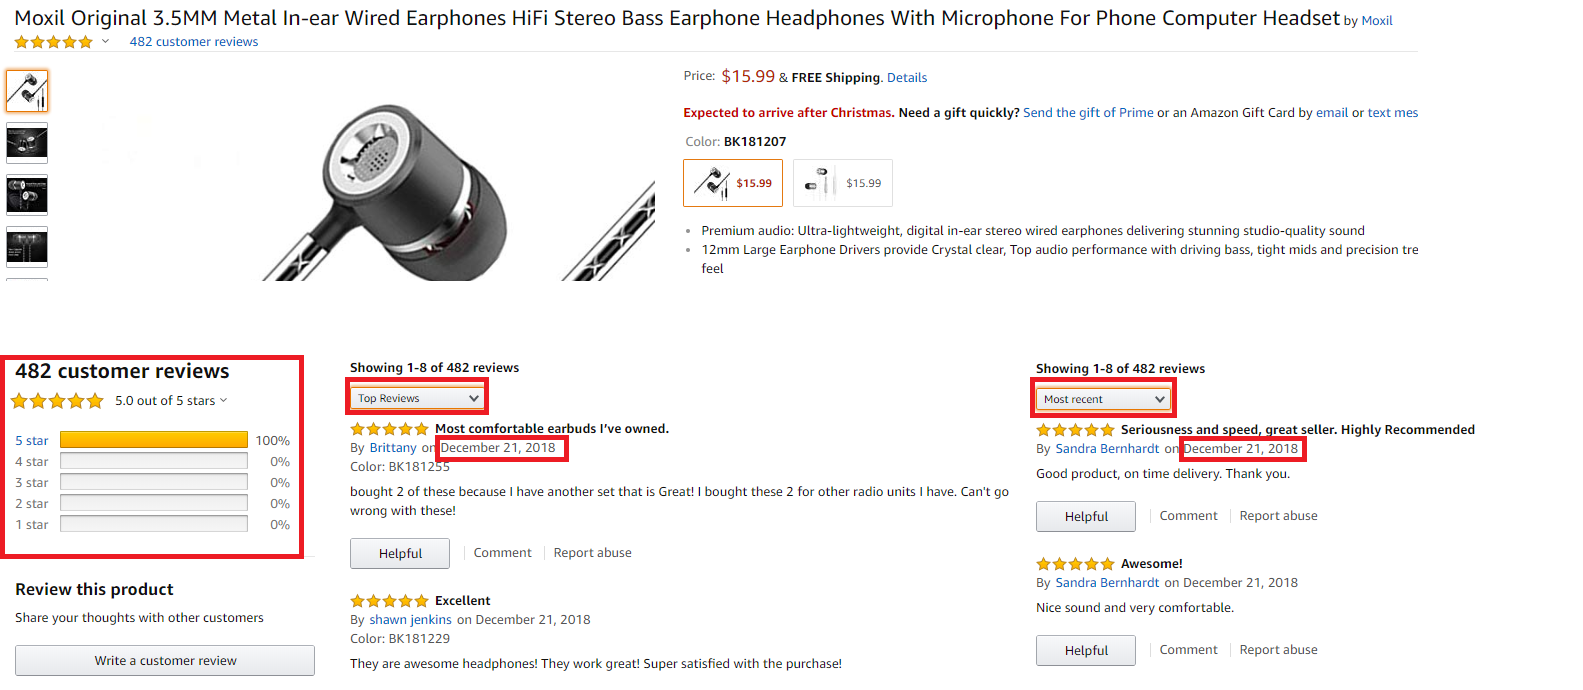 Moxil Original 3.5MM Metal In-ear Wired Earphones HiFi Stereo Bass Earphone Headphones With Microphone For Phone Computer Headset by Moxil
482 customer reviews
Price: $15.99 & FREE Shipping. Details
Expected to arrive after Christmas. Need a gift quickly? Send the gift of Prime or an Amazon Gift Card by email or text mes
Color: BK181207
$15.99 $15.99
• Premium audio: Ultra-lightweight, digital in-ear stereo wired earphones delivering stunning studio-quality sound
• 12mm Large Earphone Drivers provide Crystal clear, Top audio performance with driving bass, tight mids and precision tre
feel
482 customer reviews
5.0 out of 5 stars
5 star 100%
4 star 0%
3 star 0%
2 star 0%
1 star 0%
Review this product
Share your thoughts with other customers
Write a customer review
Showing 1-8 of 482 reviews
Top Reviews
Most comfortable earbuds I've owned.
By Brittany on December 21, 2018
Color: BK181255
bought 2 of these because I have another set that is Great! I bought these 2 for other radio units I have. Can't go
wrong with these!
Helpful Comment Report abuse
Excellent
By shawn jenkins on December 21, 2018
Color: BK181229
They are awesome headphones! They work great! Super satisfied with the purchase!
Showing 1-8 of 482 reviews
Most recent
Seriousness and speed, great seller. Highly Recommended
By Sandra Bernhardt on December 21, 2018
Good product, on time delivery. Thank you.
Helpful Comment Report abuse
Awesome!
By Sandra Bernhardt on December 21, 2018
Nice sound and very comfortable.
Helpful Comment Report abuse